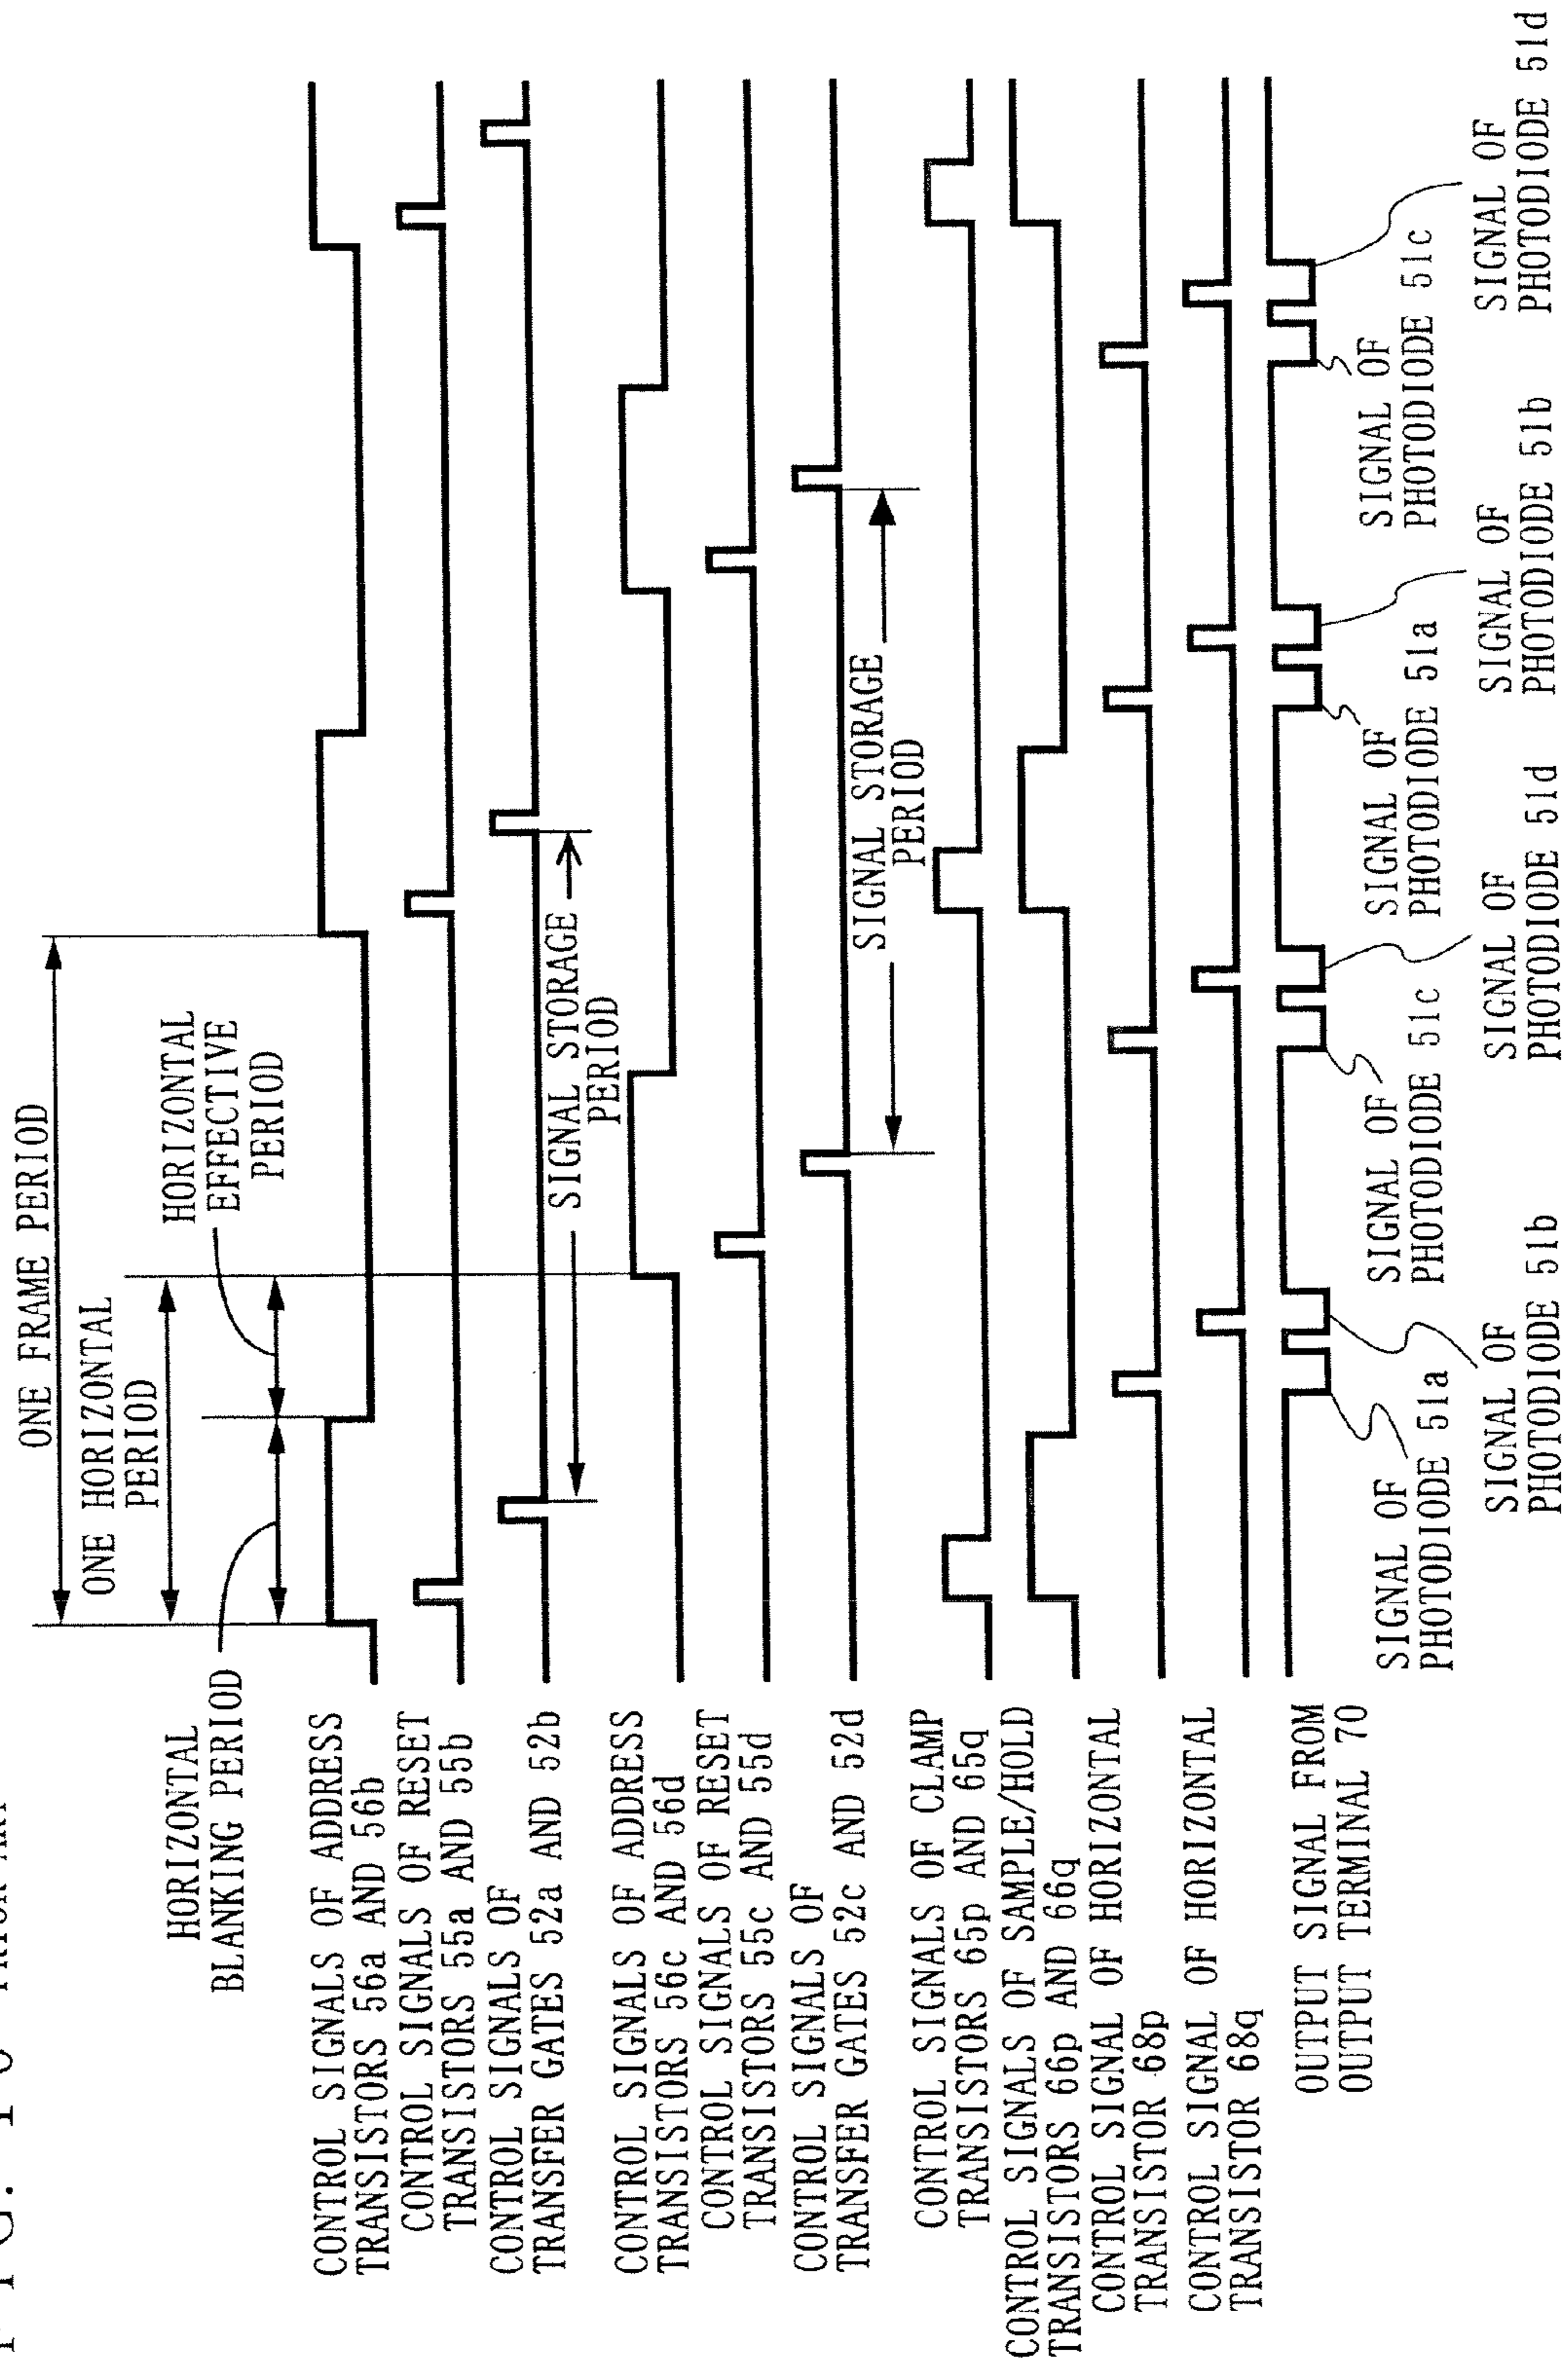 ONE FRAME PERIOD
ONE HORIZONTAL
PERIOD
HORIZONTAL
EFFECTIVE
PERIOD
HORIZONTAL
BLANKING PERIOD
CONTROL SIGNALS OF ADDRESS
TRANSISTORS 56a AND 56b
CONTROL SIGNALS OF RESET
TRANSISTORS 55a AND 55b
CONTROL SIGNALS OF
TRANSFER GATES 52a AND 52b
SIGNAL STORAGE
PERIOD
CONTROL SIGNALS OF ADDRESS
TRANSISTORS 56c AND 56d
CONTROL SIGNALS OF RESET
TRANSISTORS 55c AND 55d
CONTROL SIGNALS OF
TRANSFER GATES 52c AND 52d
SIGNAL STORAGE
PERIOD
CONTROL SIGNALS OF CLAMP
TRANSISTORS 65p AND 65q
CONTROL SIGNALS OF SAMPLE/HOLD
TRANSISTORS 66p AND 66q
CONTROL SIGNAL OF HORIZONTAL
TRANSISTOR 68p
CONTROL SIGNAL OF HORIZONTAL
TRANSISTOR 68q
OUTPUT SIGNAL FROM
OUTPUT TERMINAL 70
SIGNAL OF
PHOTODIODE 51a
SIGNAL OF
PHOTODIODE 51b
SIGNAL OF
PHOTODIODE 51c
SIGNAL OF
PHOTODIODE 51d
SIGNAL OF
PHOTODIODE 51a
SIGNAL OF
PHOTODIODE 51b
SIGNAL OF
PHOTODIODE 51c
SIGNAL OF
PHOTODIODE 51d